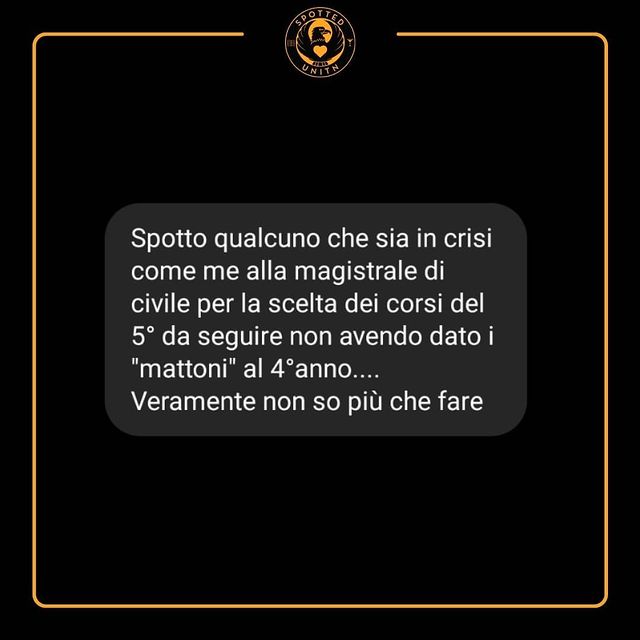 SPOTTED
UNITN
Spotto qualcuno che sia in crisi
come me alla magistrale di
civile per la scelta dei corsi del
5° da seguire non avendo dato i
"mattoni" al 4°anno....
Veramente non so più che fare